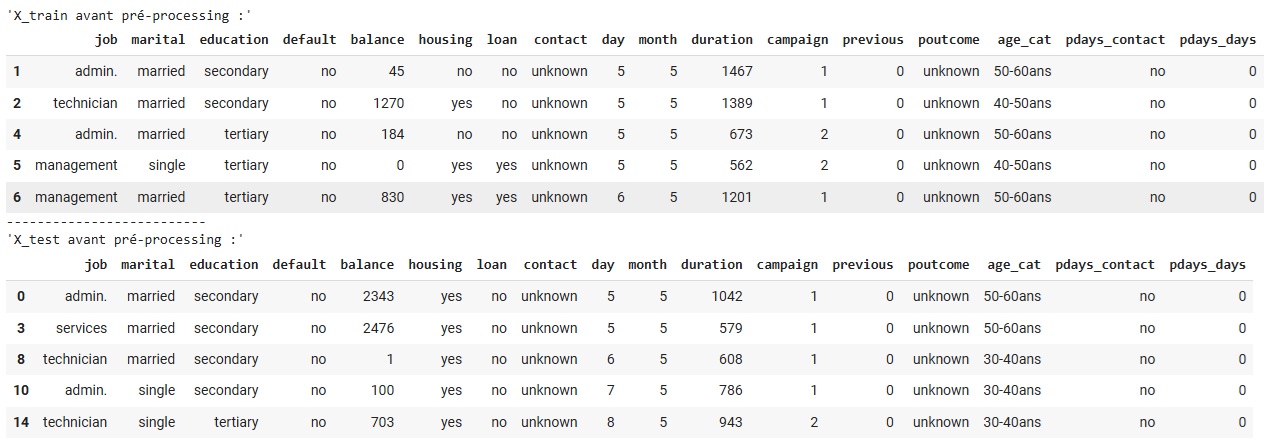 'X_train avant pré-processing :'
job marital education default balance housing loan contact day month duration campaign previous poutcome age_cat pdays_contact pdays_days
1 admin. married secondary no 45 no no unknown 5 5 1467 1 0 unknown 50-60ans no 0
2 technician married secondary no 1270 yes no unknown 5 5 1389 1 0 unknown 40-50ans no 0
4 admin. married tertiary no 184 no no unknown 5 5 673 2 0 unknown 50-60ans no 0
5 management single tertiary no 0 yes yes unknown 5 5 562 2 0 unknown 40-50ans no 0
6 management married tertiary no 830 yes yes unknown 6 5 1201 1 0 unknown 50-60ans no 0
--------------------------
'X_test avant pré-processing :'
job marital education default balance housing loan contact day month duration campaign previous poutcome age_cat pdays_contact pdays_days
0 admin. married secondary no 2343 yes no unknown 5 5 1042 1 0 unknown 50-60ans no 0
3 services married secondary no 2476 yes no unknown 5 5 579 1 0 unknown 50-60ans no 0
8 technician married secondary no 1 yes no unknown 6 5 608 1 0 unknown 30-40ans no 0
10 admin. single secondary no 100 yes no unknown 7 5 786 1 0 unknown 30-40ans no 0
14 technician single tertiary no 703 yes no unknown 8 5 943 2 0 unknown 30-40ans no 0